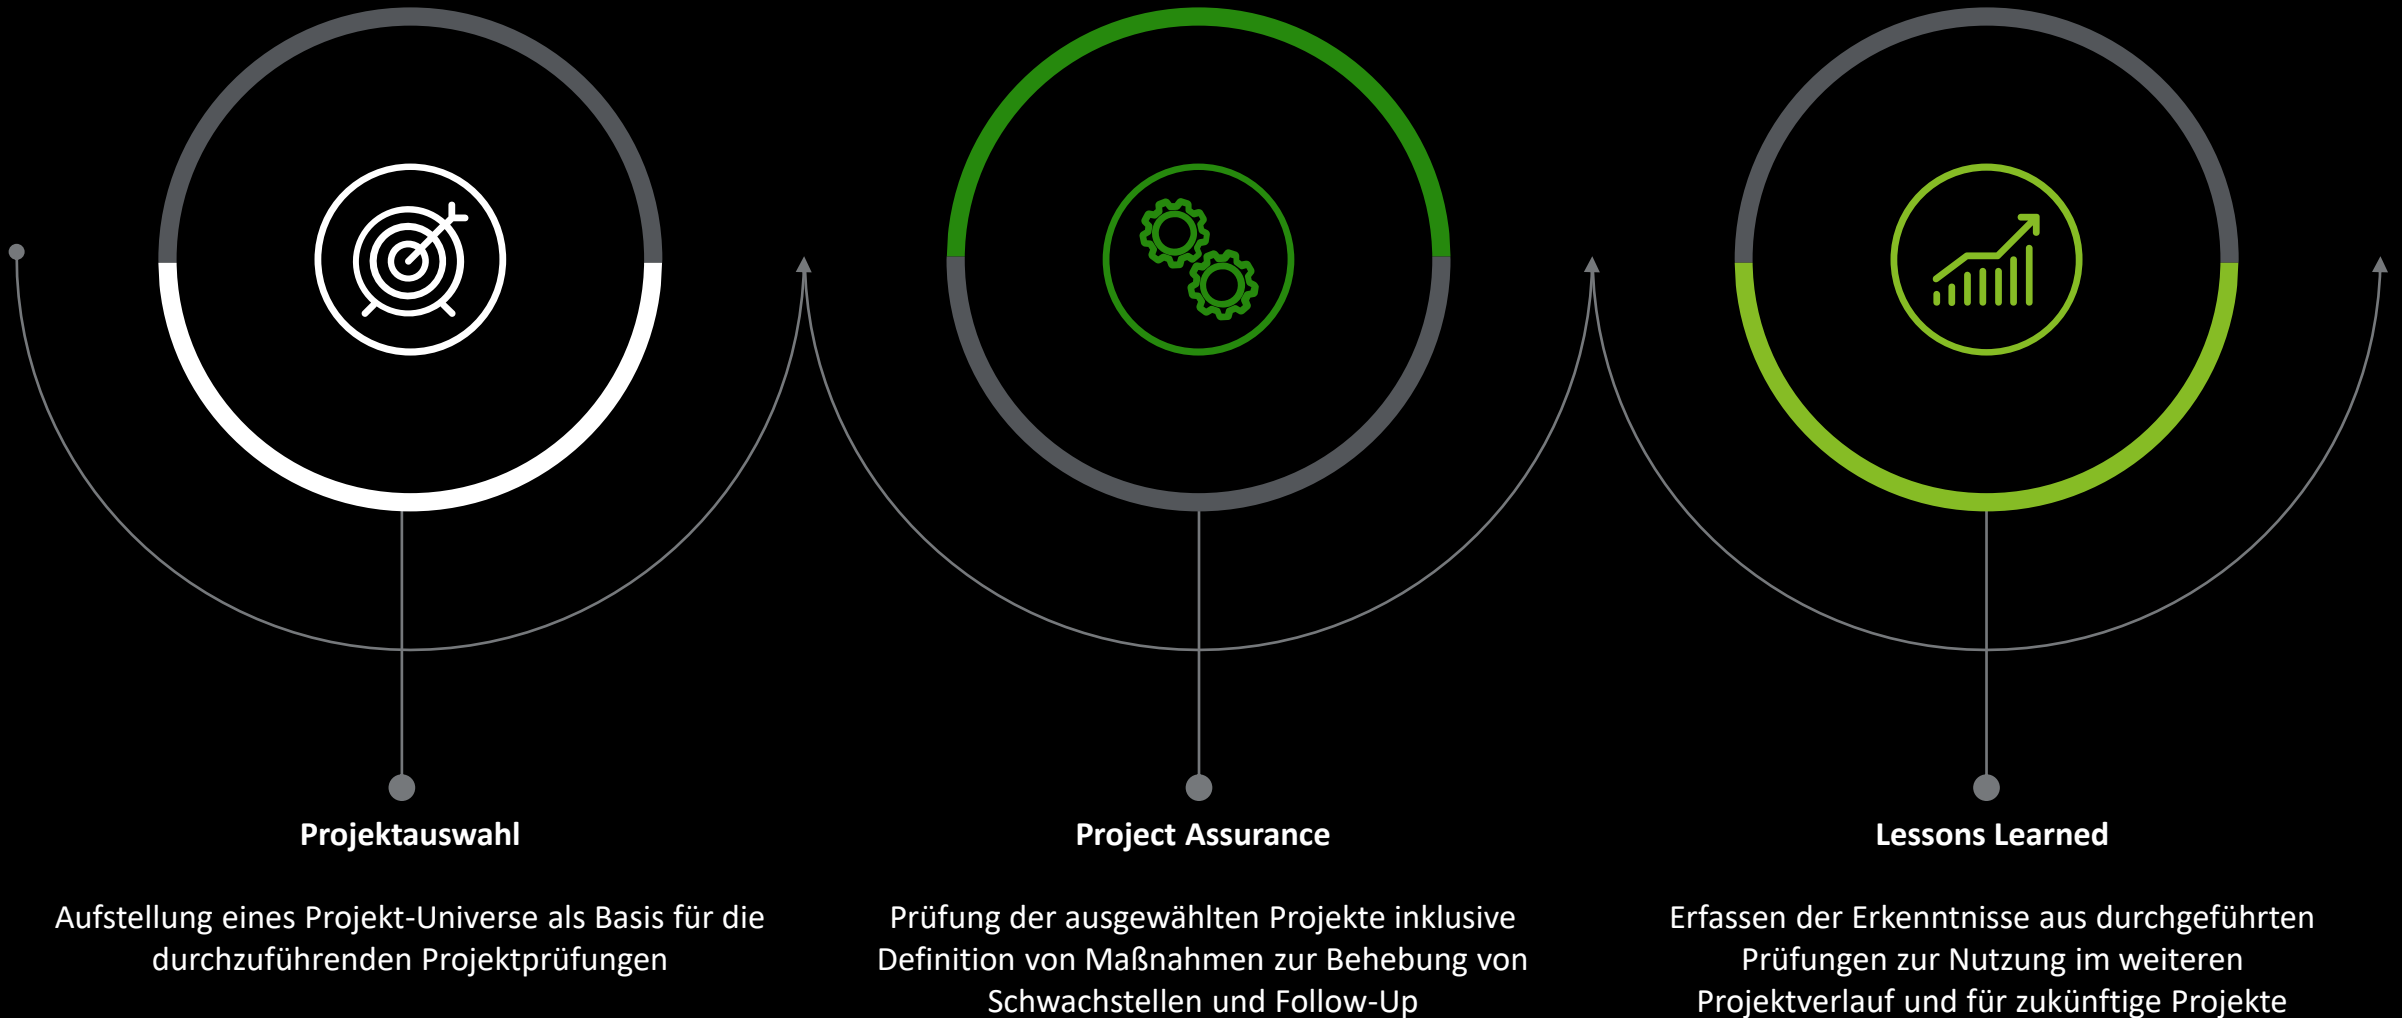 Projektauswahl
Aufstellung eines Projekt-Universe als Basis für die
durchzuführenden Projektprüfungen
Project Assurance
Prüfung der ausgewählten Projekte inklusive
Definition von Maßnahmen zur Behebung von
Schwachstellen und Follow-Up
Lessons Learned
Erfassen der Erkenntnisse aus durchgeführten
Prüfungen zur Nutzung im weiteren
Projektverlauf und für zukünftige Projekte